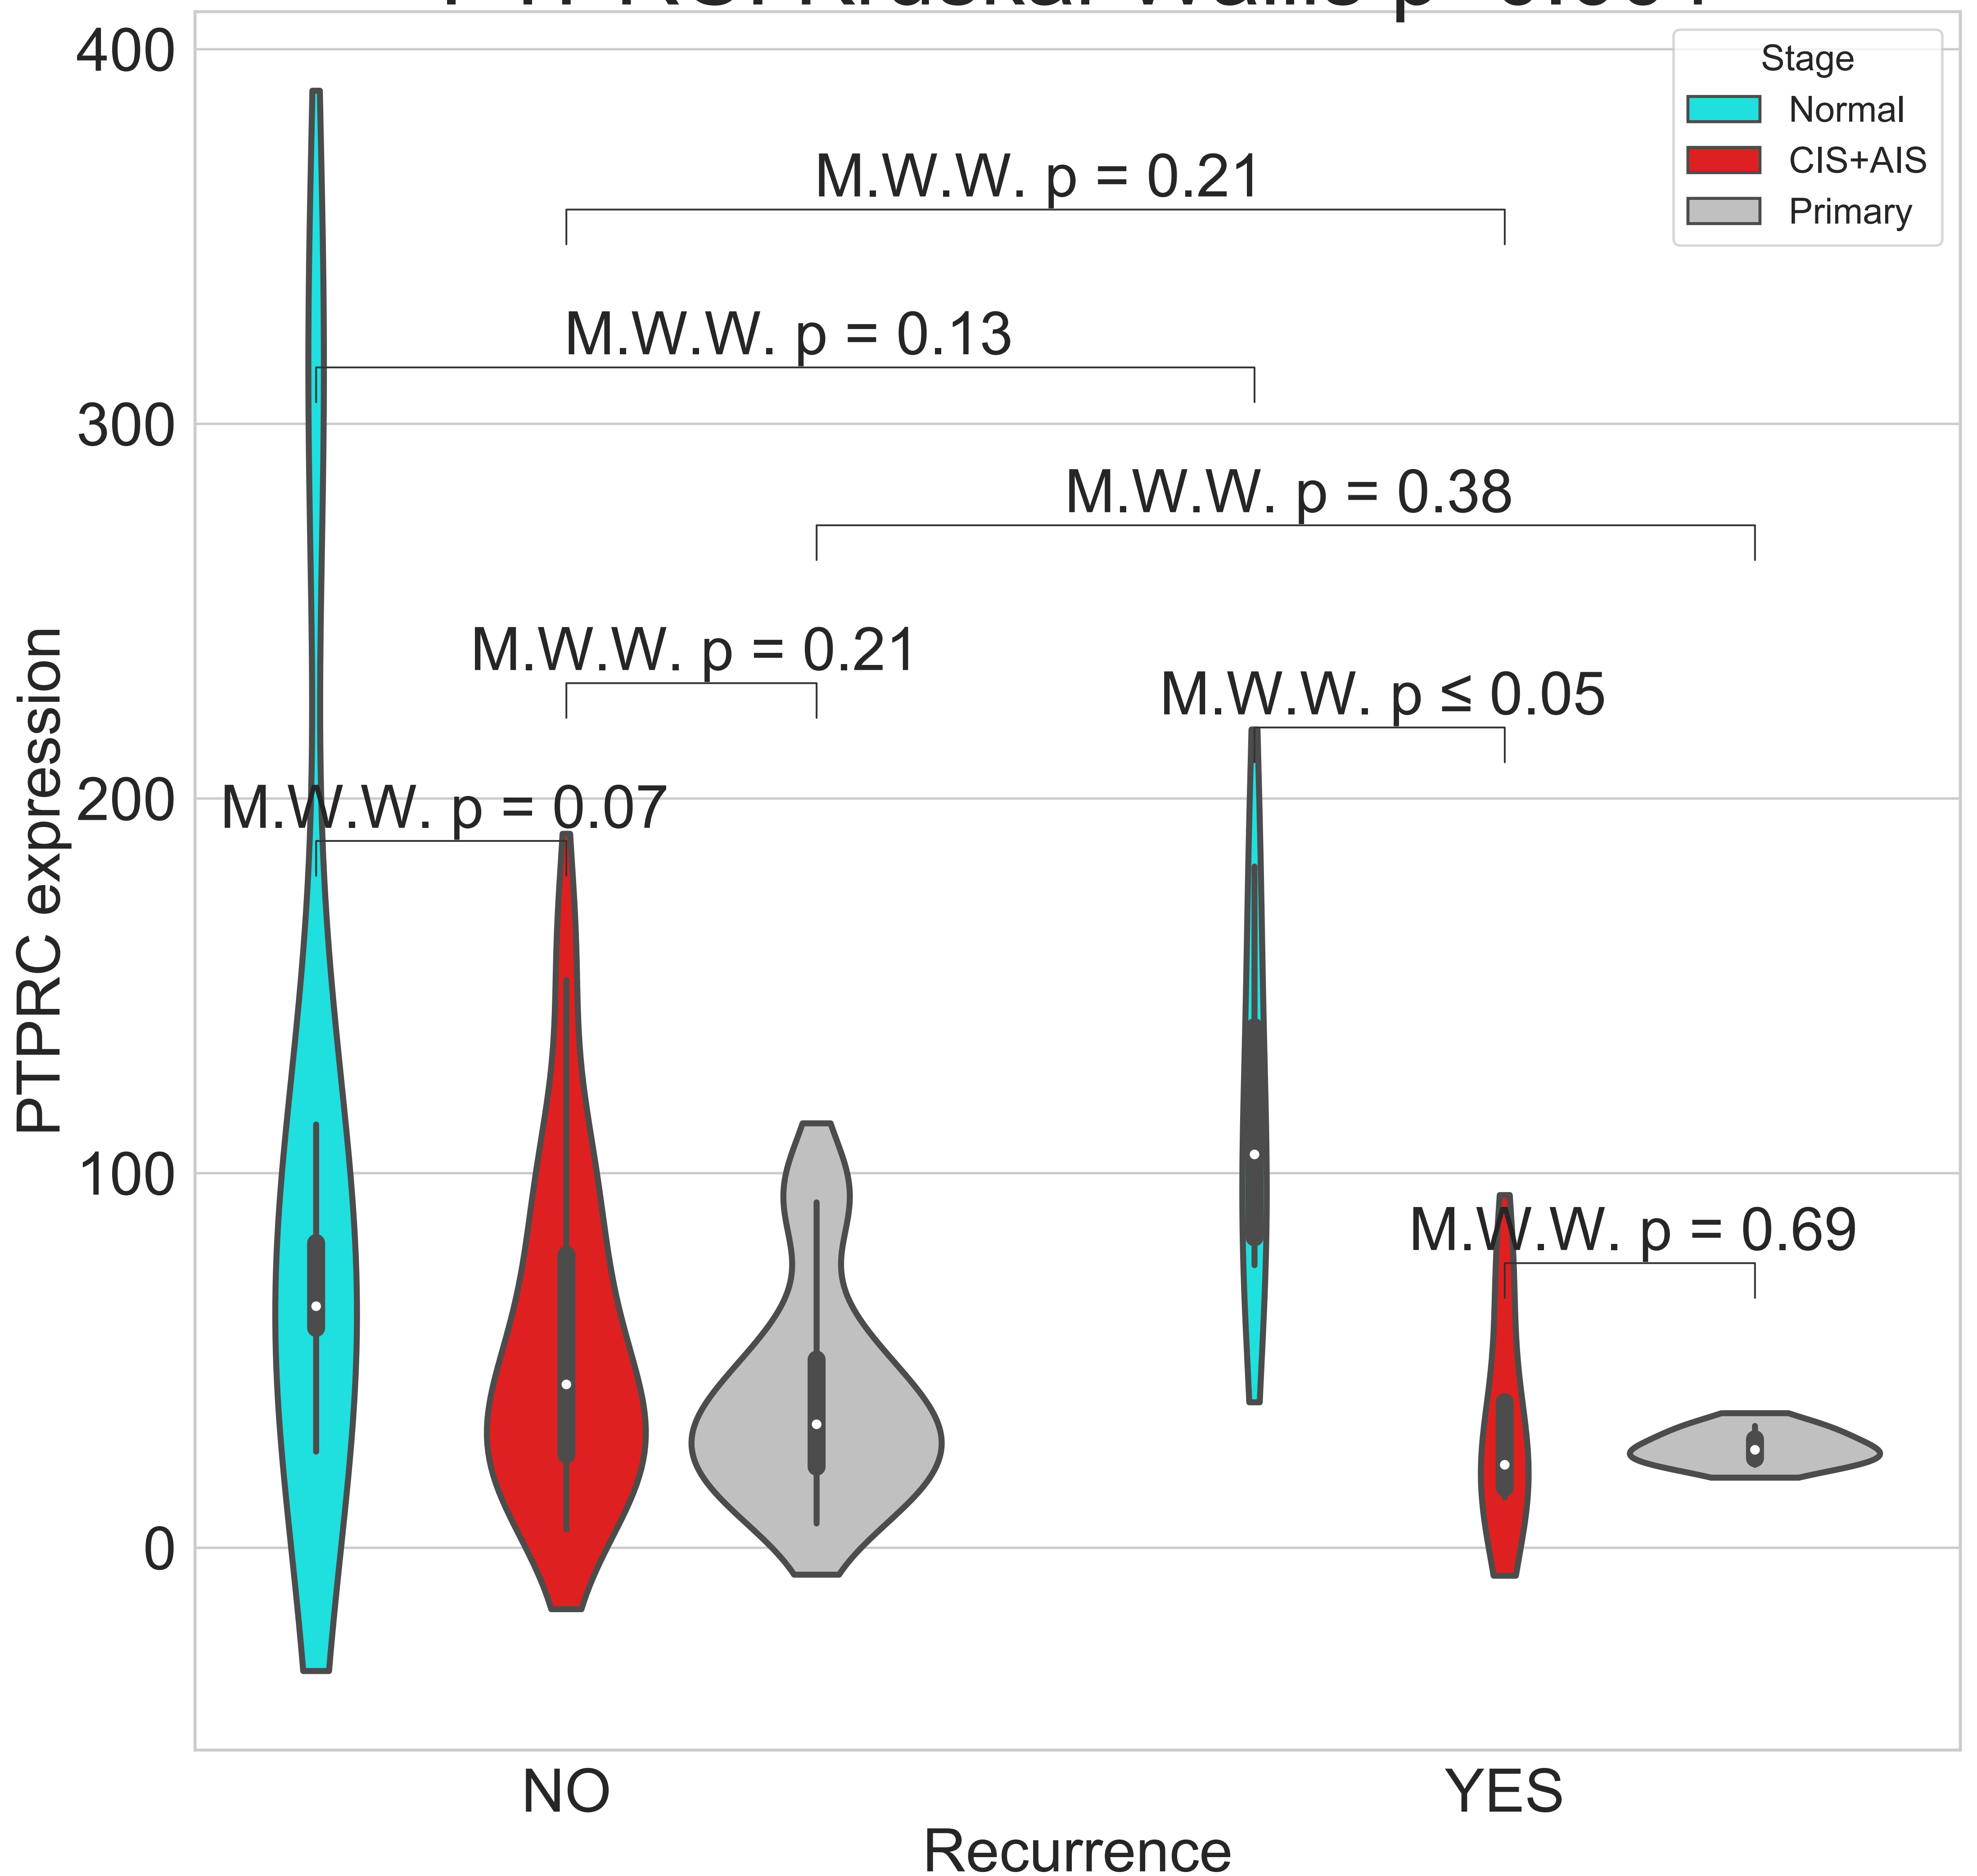 400
300
200
100
0
PTPRC expression
Stage
Normal
CIS+AIS
Primary
M.W.W. p = 0.21
M.W.W. p = 0.13
M.W.W. p = 0.38
M.W.W. p = 0.21
M.W.W. p ≤ 0.05
M.W.W. p = 0.07
M.W.W. p = 0.69
NO
YES
Recurrence